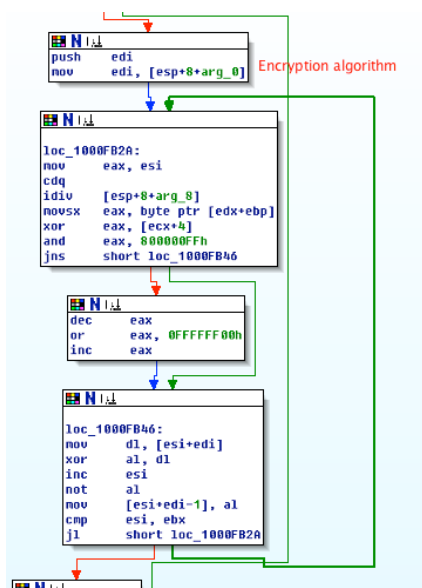 push edi
mov edi, [esp+8+arg_0]
Encryption algorithm
loc_1000FB2A:
mov eax, esi
cdq
idiv [esp+8+arg_8]
movsx eax, byte ptr [edx+ebp]
xor eax, [ecx+4]
and eax, 800000FFh
jns short loc_1000FB46
dec eax
or eax, 0FFFFFF00h
inc eax
loc_1000FB46:
mov dl, [esi+edi]
xor al, dl
inc esi
not al
mov [esi+edi-1], al
cmp esi, ebx
jl short loc_1000FB2A